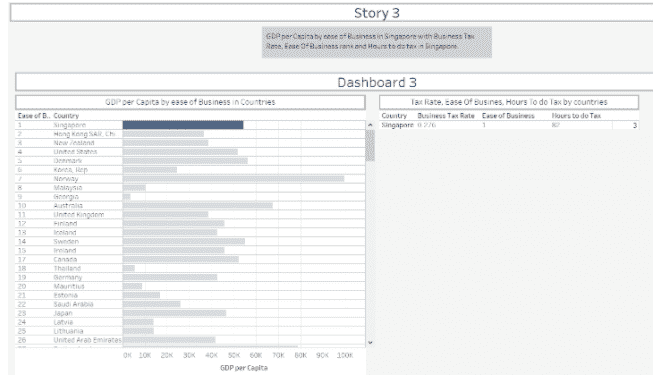 Story 3
GDP per Capita by ease of Business in Singapore with Business Tax
Rate, Ease Of Business rank and Hours to do tax in Singapore.
Dashboard 3
GDP per Capita by ease of Business in Countries
Ease of B.. Country
1 Singapore
2 Hong Kong SAR, Ch..
3 New Zealand
4 United States
5 Denmark
6 Korea, Rep.
7 Norway
8 Malaysia
9 Georgia
10 Australia
11 United Kingdom
12 Finland
13 Iceland
14 Sweden
15 Ireland
17 Canada
18 Thailand
19 Germany
20 Mauritius
21 Estonia
22 Saudi Arabia
23 Japan
24 Latvia
25 Lithuania
26 United Arab Emirates
0K 10K 20K 30K 40K 50K 60K 70K 80K 90K 100K
GDP per Capita
Tax Rate, Ease Of Busines, Hours To do Tax by countries
Country Business Tax Rate Ease of Business Hours to do Tax
Singapore 0.276 1 82 3